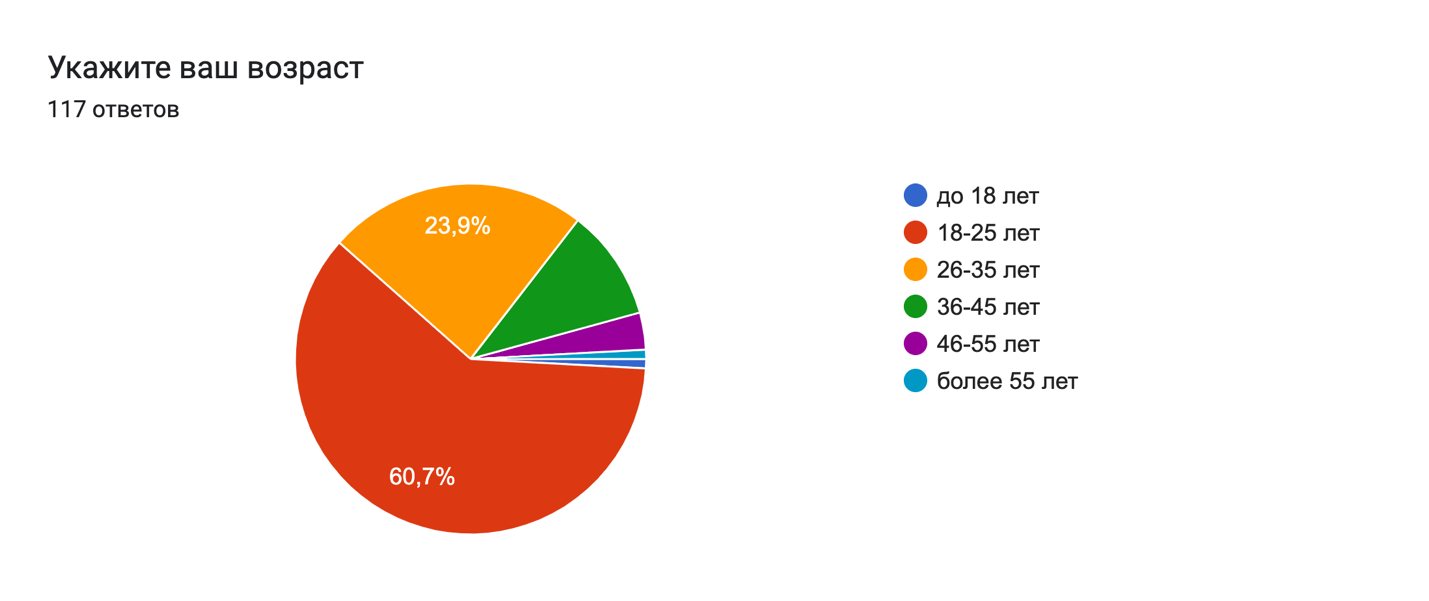 Укажите ваш возраст
117 ответов
23,9%
60,7%
до 18 лет
18-25 лет
26-35 лет
36-45 лет
46-55 лет
более 55 лет